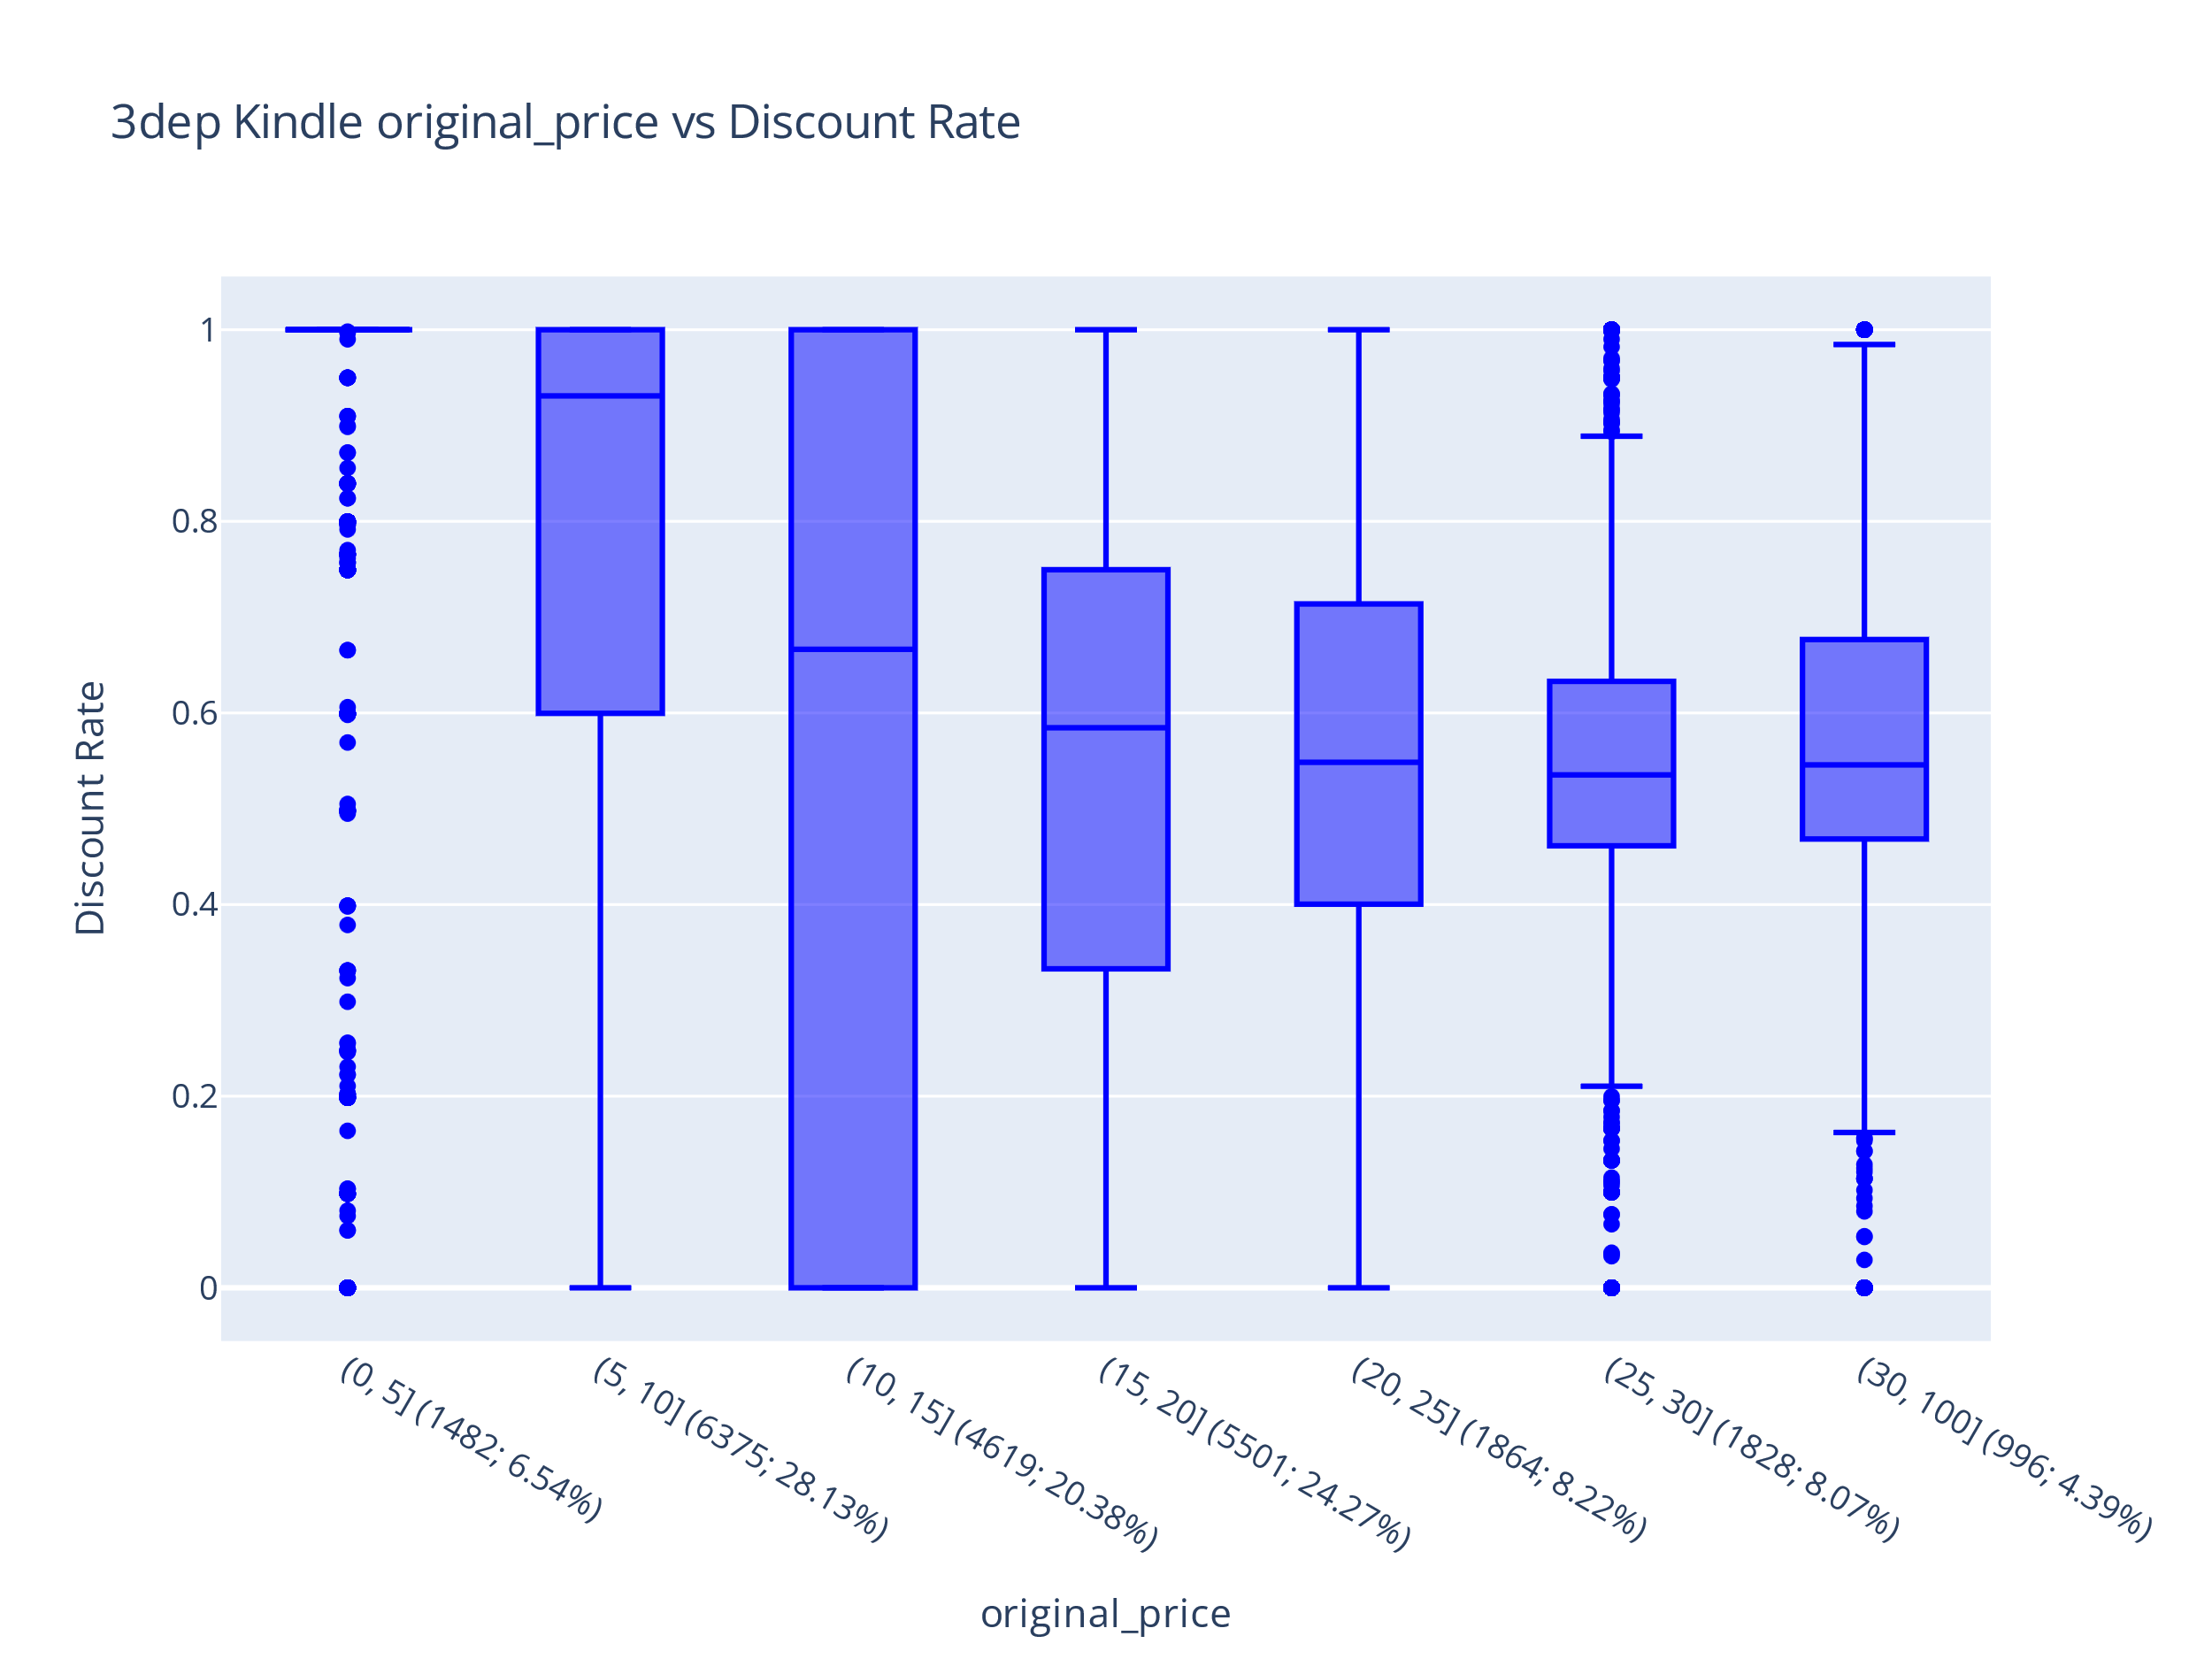 3dep Kindle original_price vs Discount Rate
1
0.8
0.6
0.4
0.2
0
Discount Rate
(0, 5] (1482; 6.54%)
(5, 10] (6375; 28.13%)
(10, 15] (4619; 20.38%)
(15, 20] (5501; 24.27%)
(20, 25] (1864; 8.22%)
(25, 30] (1828; 8.07%)
(30, 100] (996; 4.39%)
original_price